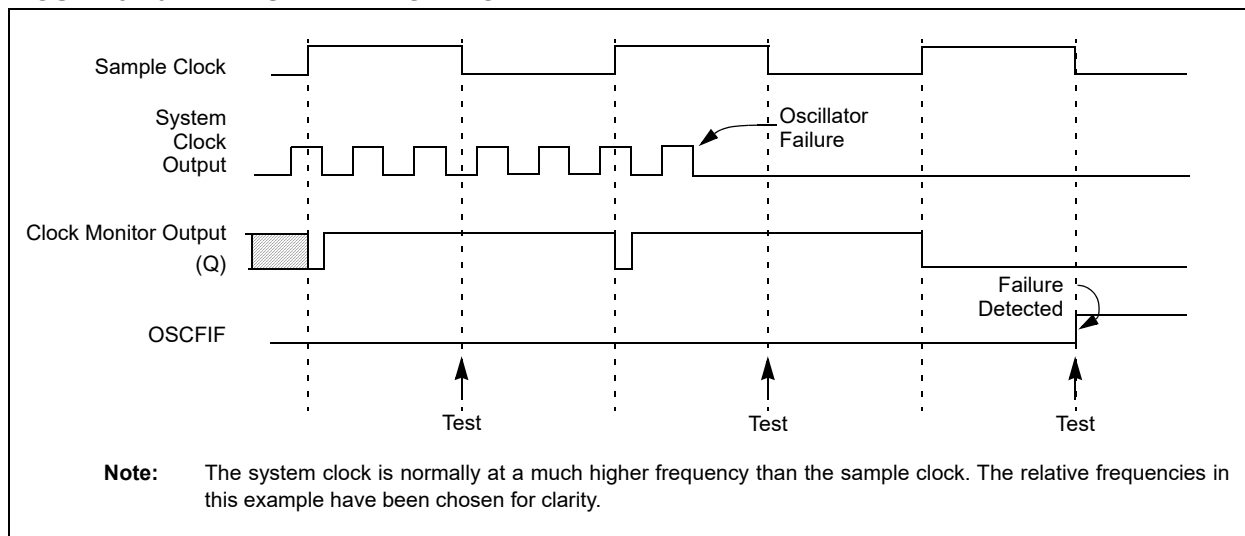 Sample Clock
System
Clock
Output
Oscillator
Failure
Clock Monitor Output
(Q)
Failure
Detected
OSCFIF
Test
Test
Test
Note: The system clock is normally at a much higher frequency than the sample clock. The relative frequencies in
this example have been chosen for clarity.